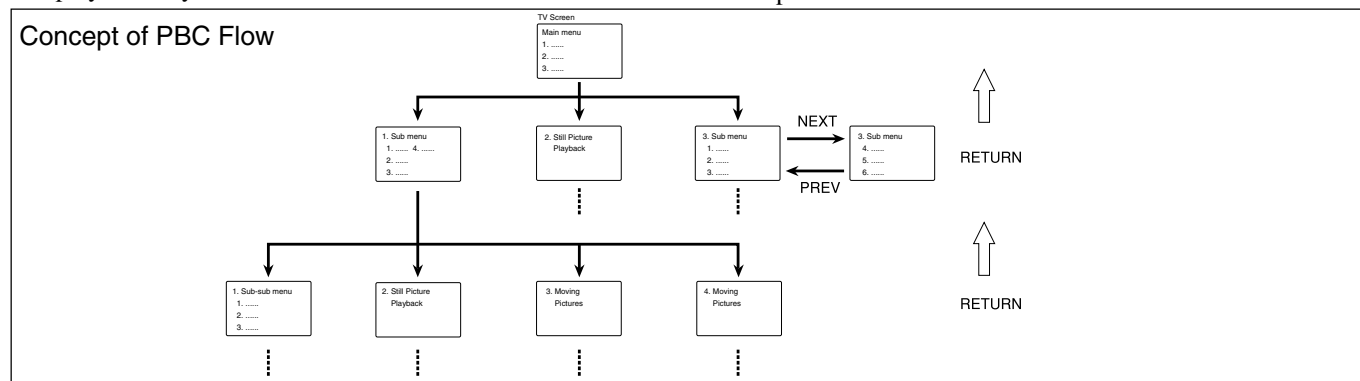 TV Screen
Concept of PBC Flow
Main menu
1. ......
2. ......
3. ......
1. Sub menu
1. ...... 4. ......
2. ......
3. ......
2. Still Picture
Playback
3. Sub menu
1. ......
2. ......
3. ......
NEXT
PREV
3. Sub menu
4. ......
5. ......
6. ......
RETURN
1. Sub-sub menu
1. ......
2. ......
3. ......
2. Still Picture
Playback
3. Moving
Pictures
4. Moving
Pictures
RETURN